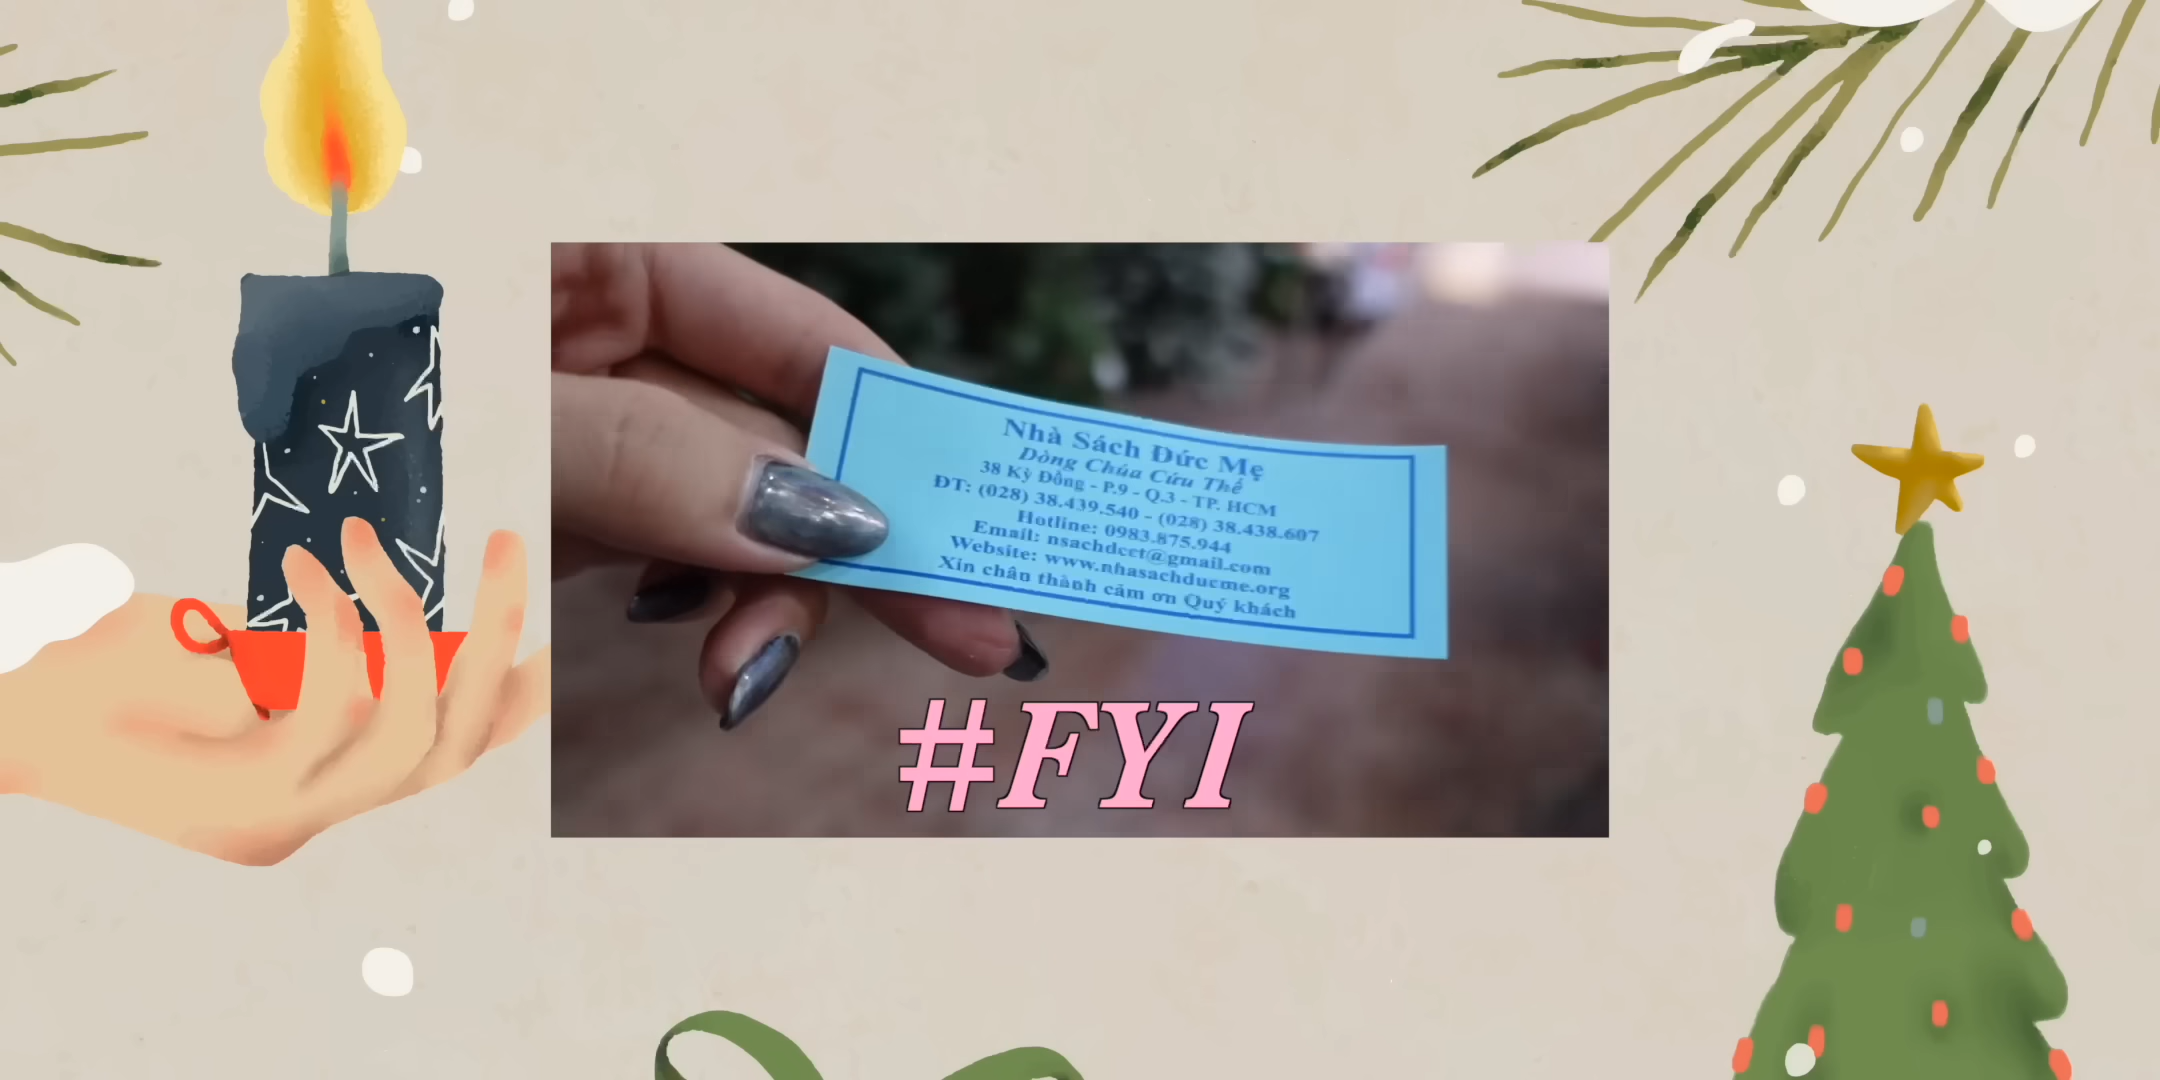 Nhà Sách Đức Mẹ
Dòng Chúa Cứu Thế
38 Kỳ Đồng - P.9 - Q.3 - TP. HCM
ĐT: (028) 38.439.540 - (028) 38.438.607
Hotline: 0983.875.944
Email: nsachdcct@gmail.com
Website: www.nhasachducme.org
Xin chân thành cảm ơn Quý khách
#FYI